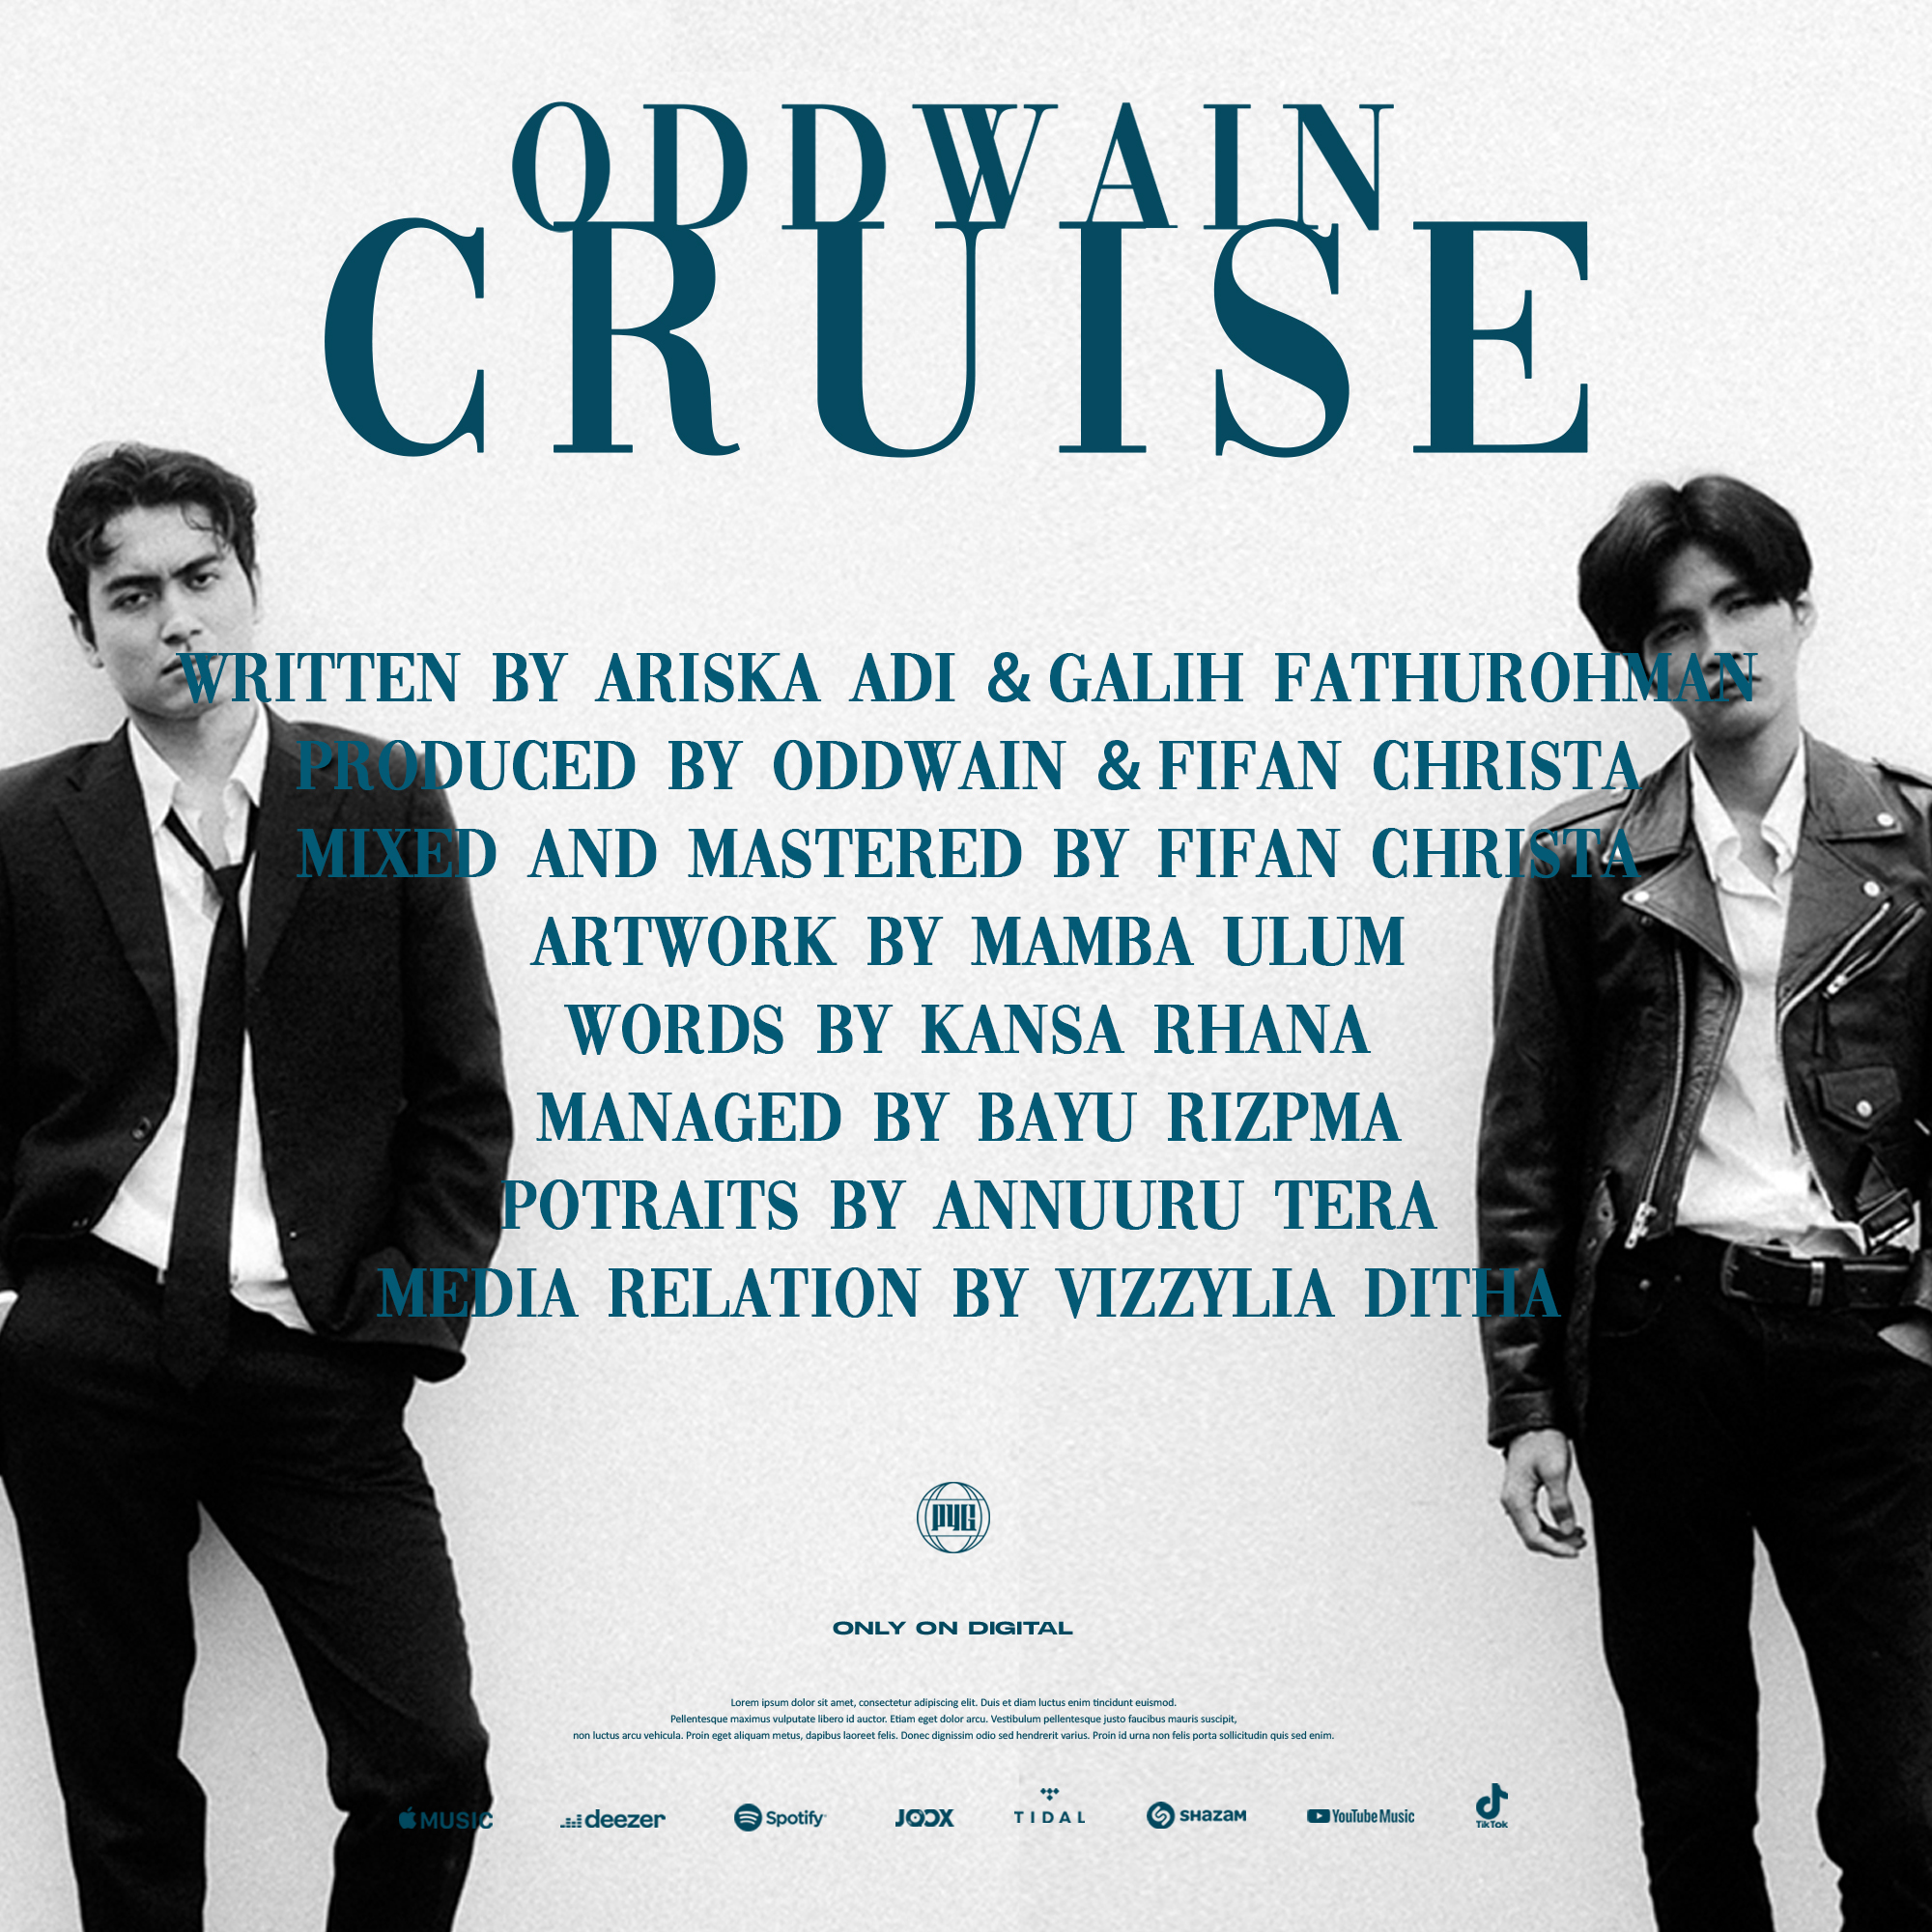 ODDWAIN
CRUISE
WRITTEN BY ARISKA ADI & GALIH FATHUROHMAN
PRODUCED BY ODDWAIN & FIFAN CHRISTA
MIXED AND MASTERED BY FIFAN CHRISTA
ARTWORK BY MAMBA ULUM
WORDS BY KANSA RHANA
MANAGED BY BAYU RIZPMA
POTRAITS BY ANNUURU TERA
MEDIA RELATION BY VIZZYLIA DITHA
PYG
ONLY ON DIGITAL
Lorem ipsum dolor sit amet, consectetur adipiscing elit. Duis et diam luctus enim tincidunt euismod.
Pellentesque maximus vulputate libero id auctor. Etiam eget dolor arcu. Vestibulum pellentesque justo faucibus mauris suscipit,
non luctus arcu vehicula. Proin eget aliquam metus, dapibus laoreet felis. Donec dignissim odio sed hendrerit varius. Proin id urna non felis porta sollicitudin quis sed enim.
MUSIC deezer Spotify JOOX TIDAL SHAZAM YouTube Music TikTok